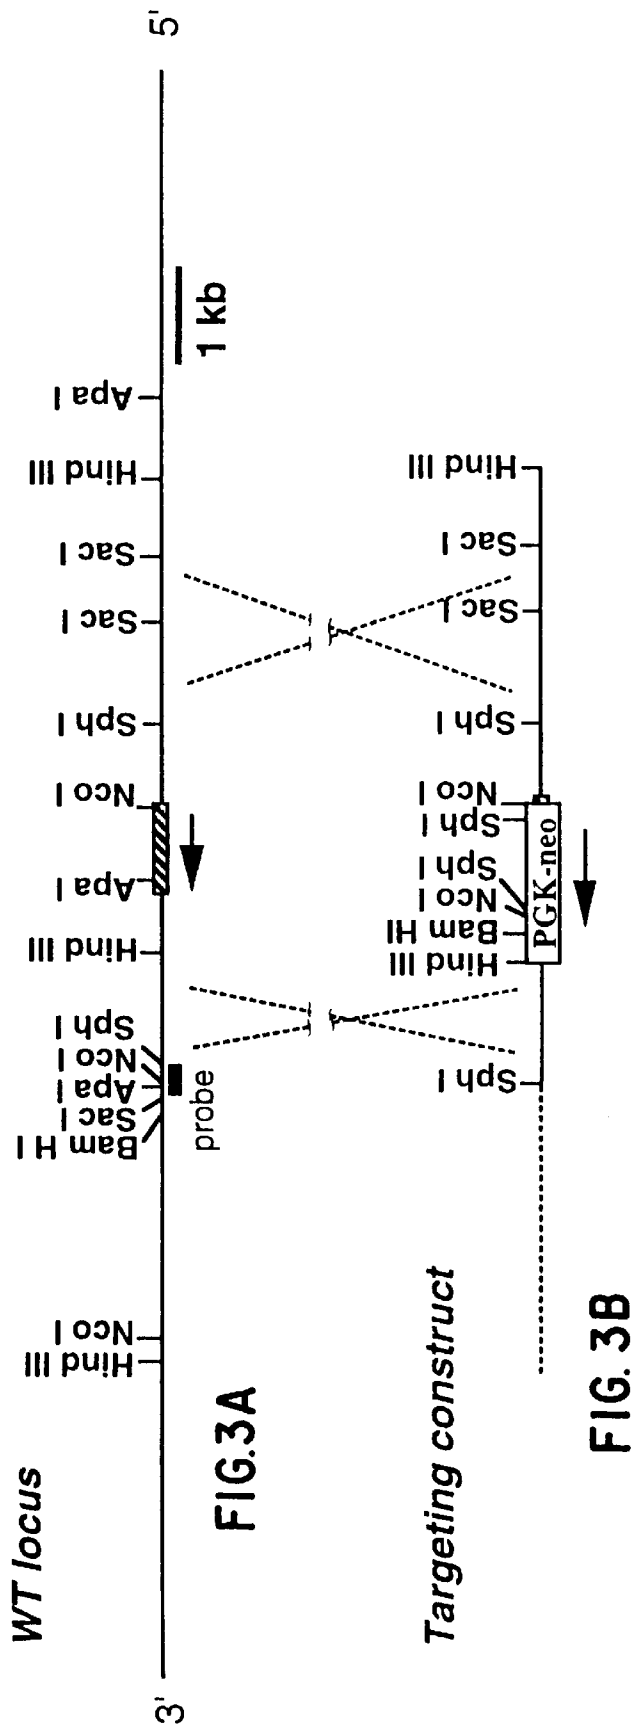 WT locus
3'
Hind III
Nco I
Bam H I
Sac I
Apa I
Nco I
Sph I
Hind III
Apa I
Nco I
Sph I
Sac I
Sac I
Hind III
Apa I
5'
probe
1 kb
FIG.3A
Targeting construct
Sph I
Hind III
Bam HI
Nco I
Sph I
Sph I
Nco I
Sph I
Sac I
Sac I
Hind III
PGK-neo
FIG. 3B